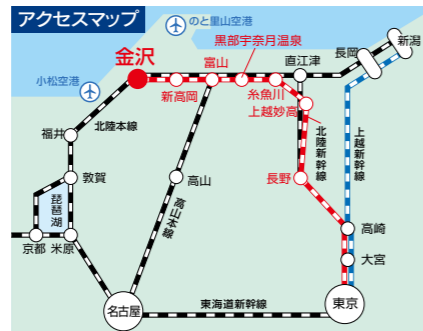 アクセスマップ
のと里山空港
黒部宇奈月温泉
新潟
長岡
金沢
富山
直江津
小松空港
新高岡
糸魚川
上越妙高
北陸本線
福井
北陸新幹線
上越新幹線
敦賀
高山
長野
琵琶湖
高山本線
高崎
京都
米原
大宮
名古屋
東海道新幹線
東京